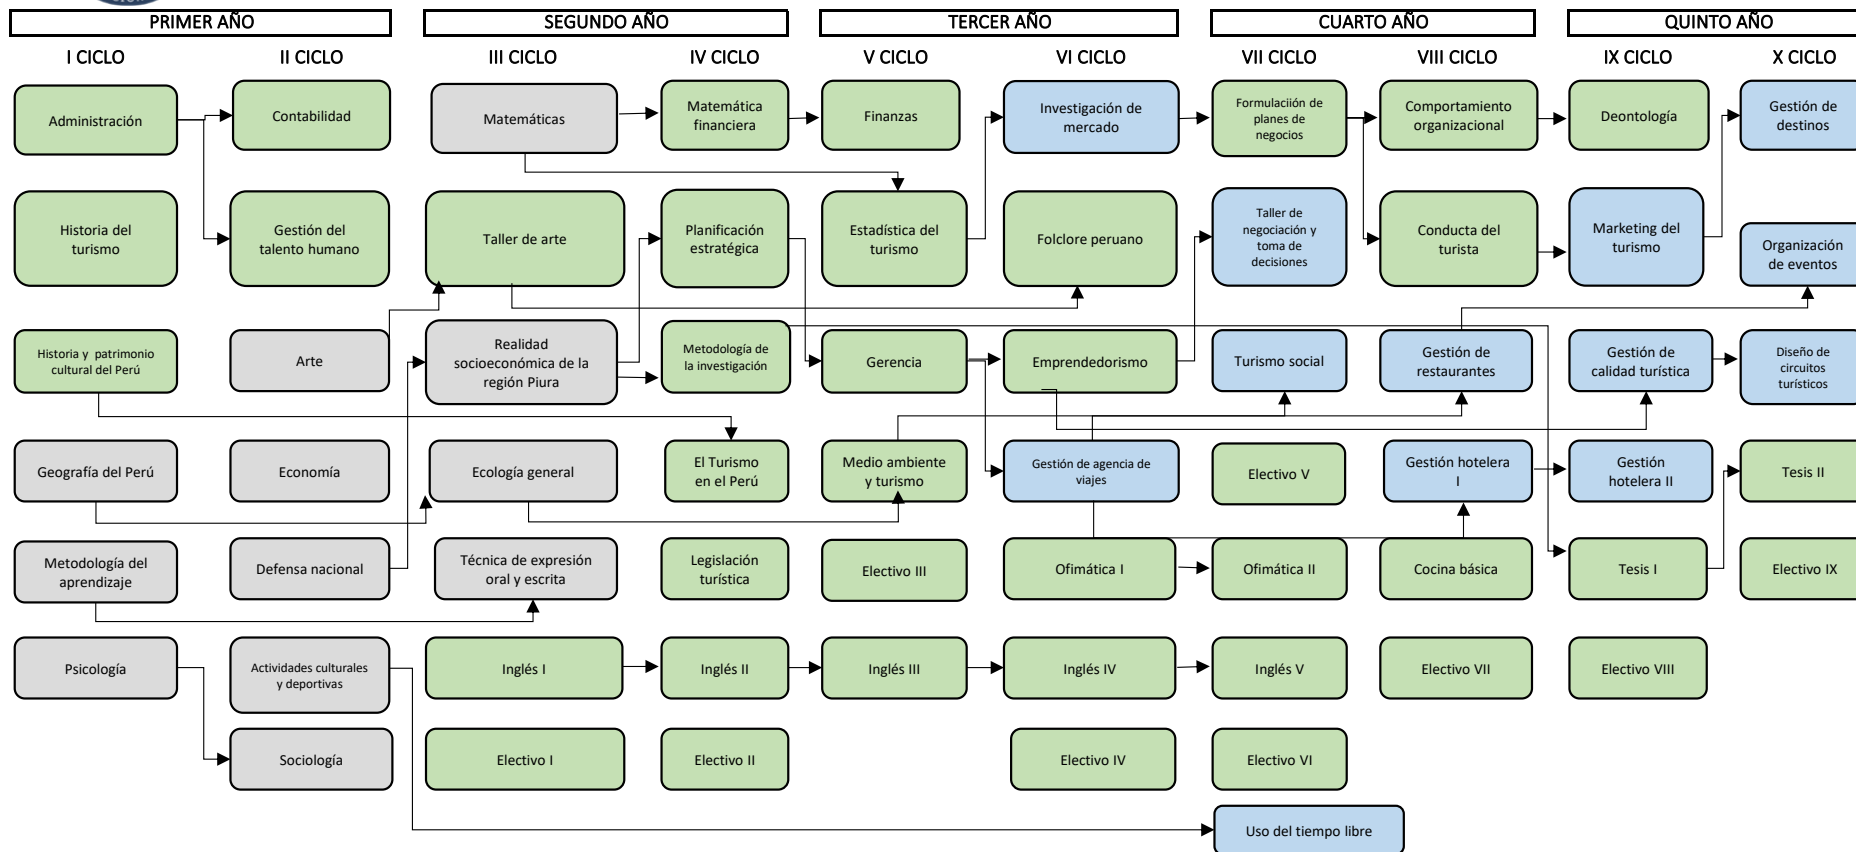 PRIMER AÑO
SEGUNDO AÑO
TERCER AÑO
CUARTO AÑO
QUINTO AÑO
I CICLO
II CICLO
III CICLO
IV CICLO
V CICLO
VI CICLO
VII CICLO
VIII CICLO
IX CICLO
X CICLO
Administración
Contabilidad
Matemáticas
Matemática
financiera
Finanzas
Investigación de
mercado
Formulaciión de
planes de
negocios
Comportamiento
organizacional
Deontología
Gestión de
destinos
Historia del
turismo
Gestión del
talento humano
Taller de arte
Planificación
estratégica
Estadística del
turismo
Folclore peruano
Taller de
negociación y
toma de
decisiones
Conducta del
turista
Marketing del
turismo
Organización
de eventos
Historia y patrimonio
cultural del Perú
Arte
Realidad
socioeconómica de la
región Piura
Metodología de
la investigación
Gerencia
Emprendedorismo
Turismo social
Gestión de
restaurantes
Gestión de
calidad turística
Diseño de
circuitos
turísticos
Geografía del Perú
Economía
Ecología general
El Turismo
en el Perú
Medio ambiente
y turismo
Gestión de agencia de
viajes
Electivo V
Gestión hotelera
I
Gestión
hotelera II
Tesis II
Metodología del
aprendizaje
Defensa nacional
Técnica de expresión
oral y escrita
Legislación
turística
Electivo III
Ofimática I
Ofimática II
Cocina básica
Tesis I
Electivo IX
Psicología
Actividades culturales
y deportivas
Inglés I
Inglés II
Inglés III
Inglés IV
Inglés V
Electivo VII
Electivo VIII
Sociología
Electivo I
Electivo II
Electivo IV
Electivo VI
Uso del tiempo libre